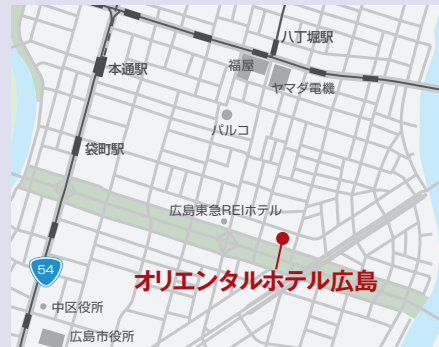 八丁堀駅
福屋
本通駅
ヤマダ電機
パルコ
袋町駅
広島東急REIホテル
54
オリエンタルホテル広島
中区役所
広島市役所